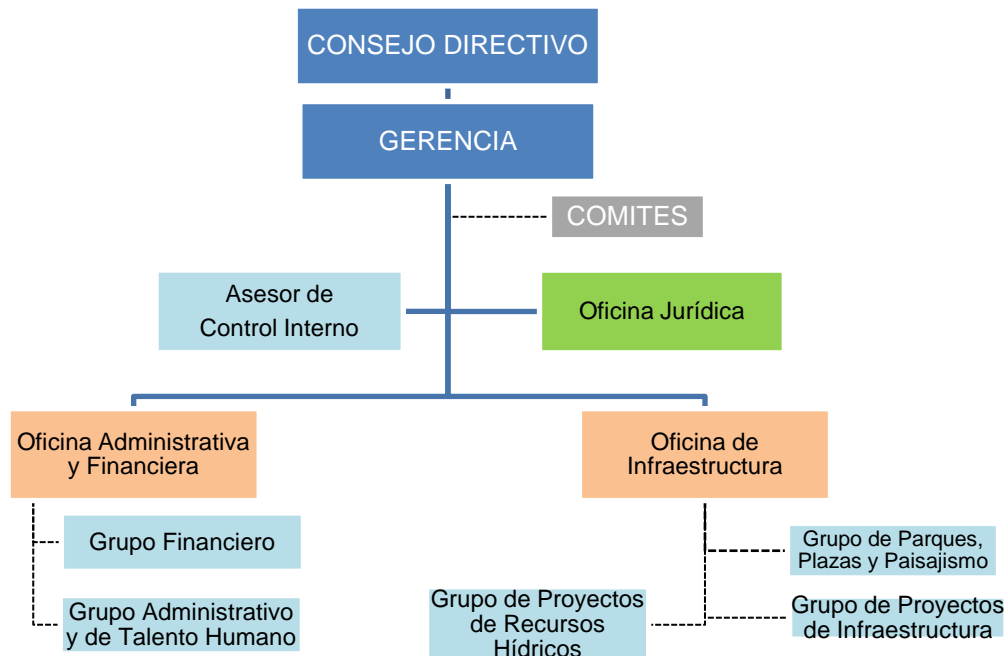 CONSEJO DIRECTIVO
GERENCIA
COMITES
Asesor de
Control Interno
Oficina Jurídica
Oficina Administrativa
y Financiera
Oficina de
Infraestructura
Grupo Financiero
Grupo de Parques,
Plazas y Paisajismo
Grupo Administrativo
y de Talento Humano
Grupo de Proyectos
de Recursos
Hídricos
Grupo de Proyectos
de Infraestructura